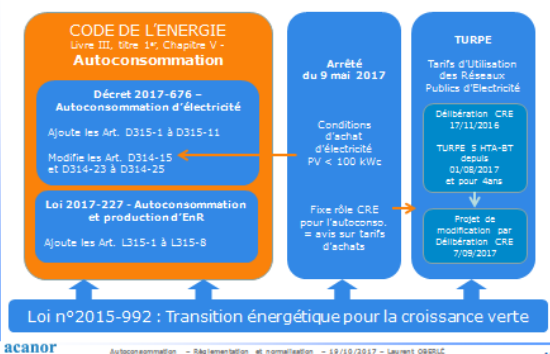 CODE DE L'ENERGIE
Livre III, titre 1er, Chapitre V -
Autoconsommation
Décret 2017-676 –
Autoconsommation d'électricité
Ajoute les Art. D315-1 à D315-11
Modifie les Art. D314-15
et D314-23 à D314-25
Loi 2017-227 - Autoconsommation
et production d'EnR
Ajoute les Art. L315-1 à L315-8
Arrêté
du 9 mai 2017
Conditions
d'achat
d'électricité
PV < 100 kWc
Fixe rôle CRE
pour l'autoconso.
= avis sur tarifs
d'achats
TURPE
Tarifs d'Utilisation
des Réseaux
Publics d'Electricité
Délibération CRE
17/11/2016
TURPE 5 HTA-BT
depuis
01/08/2017
et pour 4ans
Projet de
modification par
Délibération CRE
7/09/2017
Loi n°2015-992 : Transition énergétique pour la croissance verte
acanor
Autoconsommation – Réglementation et normalisation – 19/10/2017 – Laurent OBERLÉ